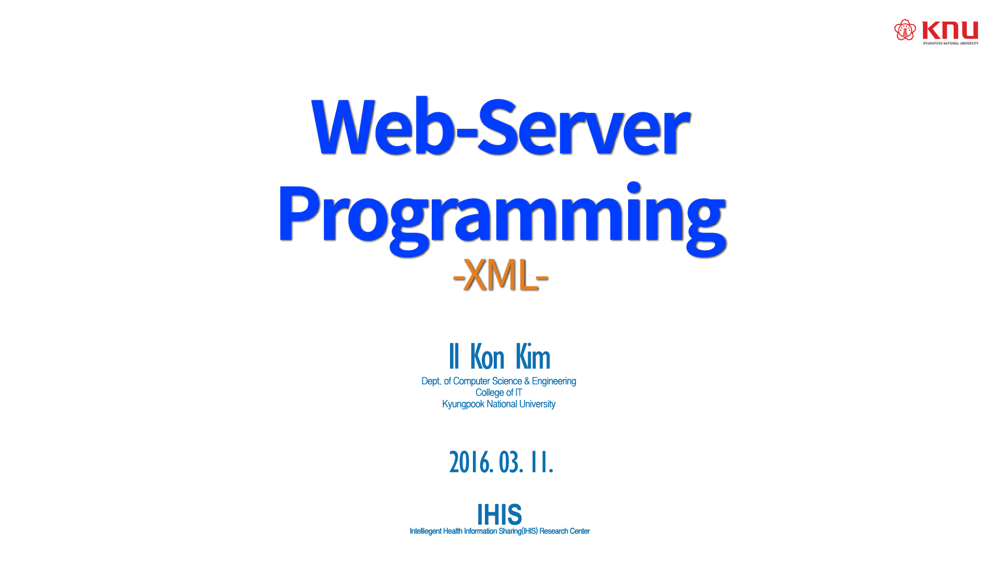 KNU
KYUNGPOOK NATIONAL UNIVERSITY
Web-Server
Programming
-XML-
Il Kon Kim
Dept. of Computer Science & Engineering
College of IT
Kyungpook National University
2016. 03. 11.
IHIS
Intelliegent Health Information Sharing(IHIS) Research Center